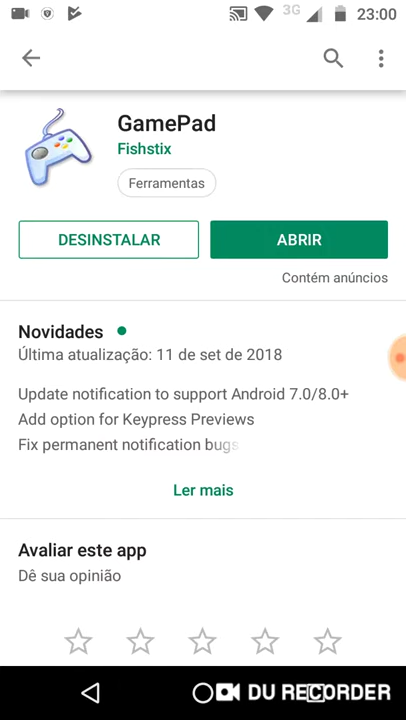 3G 23:00
GamePad
Fishstix
Ferramentas
DESINSTALAR ABRIR
Contém anúncios
Novidades
Última atualização: 11 de set de 2018
Update notification to support Android 7.0/8.0+
Add option for Keypress Previews
Fix permanent notification bugs
Ler mais
Avaliar este app
Dê sua opinião
DU RECORDER